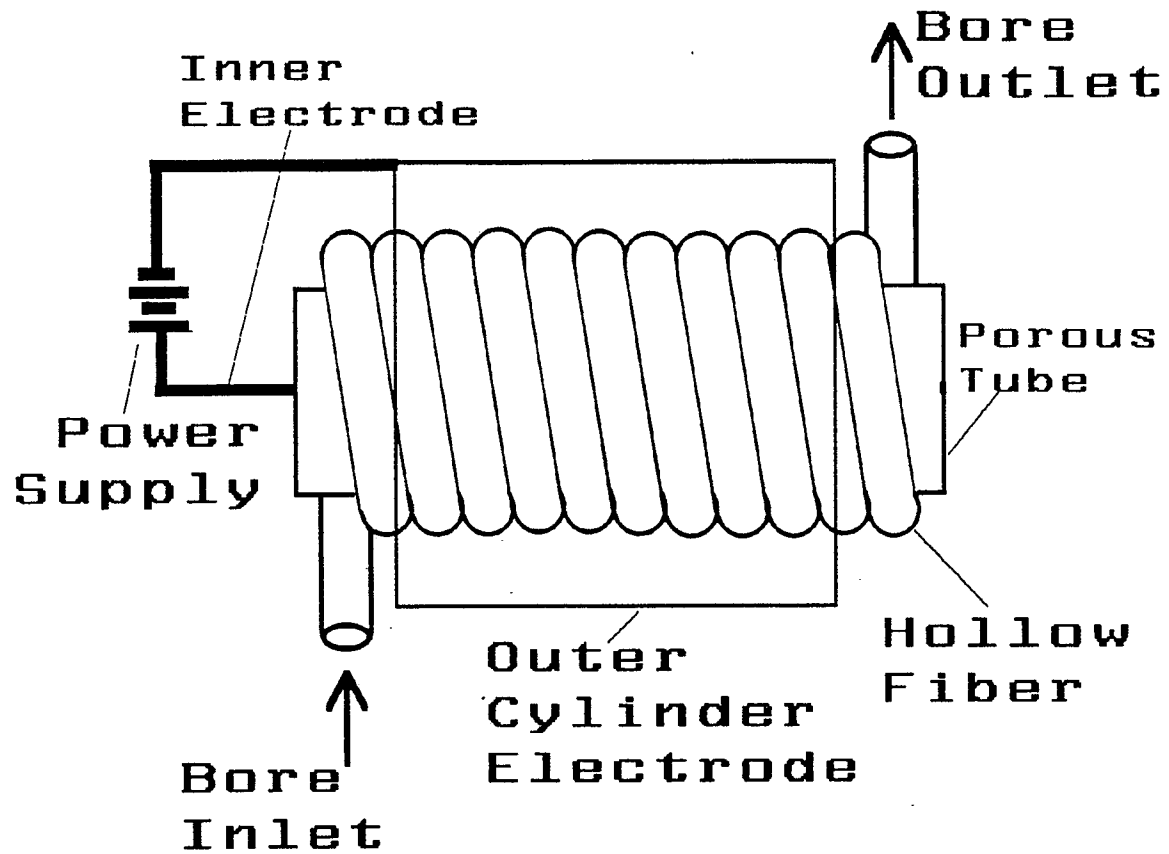 Bore
Outlet
Inner
Electrode
Porous
Tube
Power
Supply
Hollow
Fiber
Outer
Cylinder
Electrode
Bore
Inlet